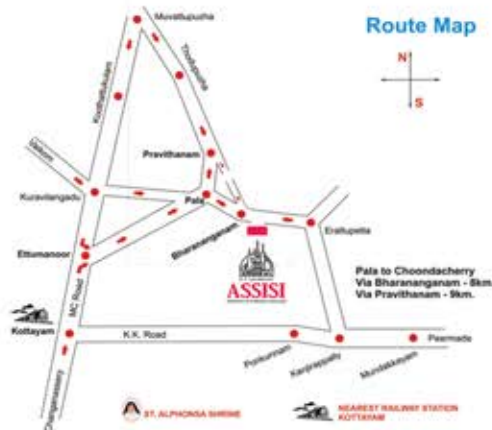 Route Map
Muvattupuzha
N
S
Thodupuzha
Koothattukulam
Pravithanam
Vaikom
Kuravilangadu
Pala
Bharananganam
Erattupetta
Ettumanoor
ASSISI
Pala to Choondacherry
Via Bharananganam - 8km
Via Pravithanam - 9km.
MC Road
Kottayam
K.K. Road
Peermade
Ponkunnam
Kanjirappally
Mundakkayam
Changanassery
ST. ALPHONSA SHRINE
NEAREST RAILWAY STATION
KOTTAYAM